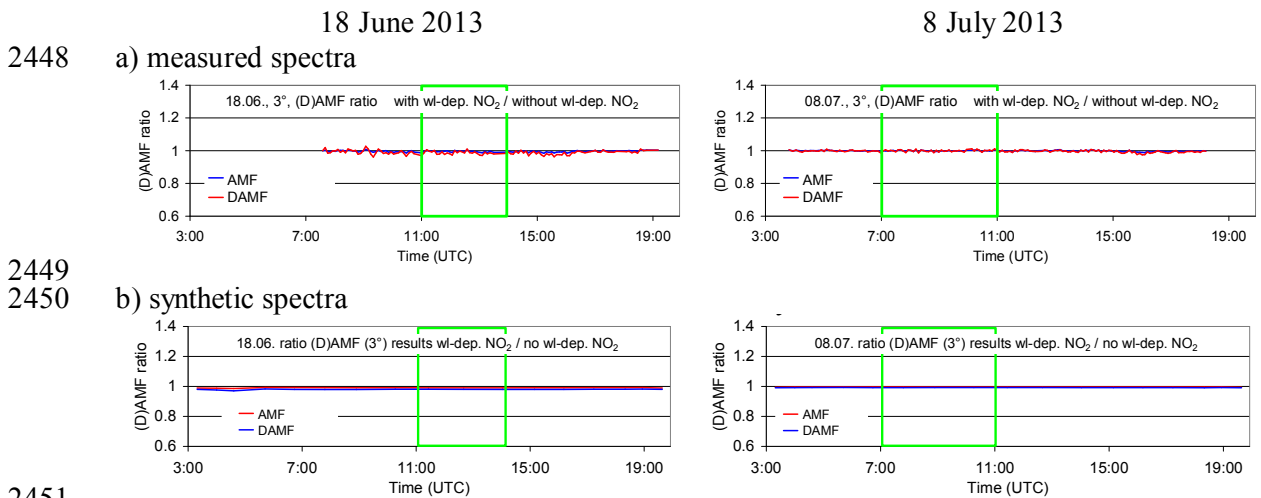 18 June 2013 8 July 2013
2448 a) measured spectra
18.06., 3°, (D)AMF ratio with wl-dep. NO2 / without wl-dep. NO2
(D)AMF ratio
1.4
1.2
1
0.8
0.6
AMF
DAMF
3:00 7:00 11:00 15:00 19:00
Time (UTC)
08.07., 3°, (D)AMF ratio with wl-dep. NO2 / without wl-dep. NO2
(D)AMF ratio
1.4
1.2
1
0.8
0.6
AMF
DAMF
3:00 7:00 11:00 15:00 19:00
Time (UTC)
2449
2450 b) synthetic spectra
18.06. ratio (D)AMF (3°) results wl-dep. NO2 / no wl-dep. NO2
(D)AMF ratio
1.4
1.2
1
0.8
0.6
AMF
DAMF
3:00 7:00 11:00 15:00 19:00
Time (UTC)
08.07. ratio (D)AMF (3°) results wl-dep. NO2 / no wl-dep. NO2
(D)AMF ratio
1.4
1.2
1
0.8
0.6
AMF
DAMF
3:00 7:00 11:00 15:00 19:00
Time (UTC)
2451